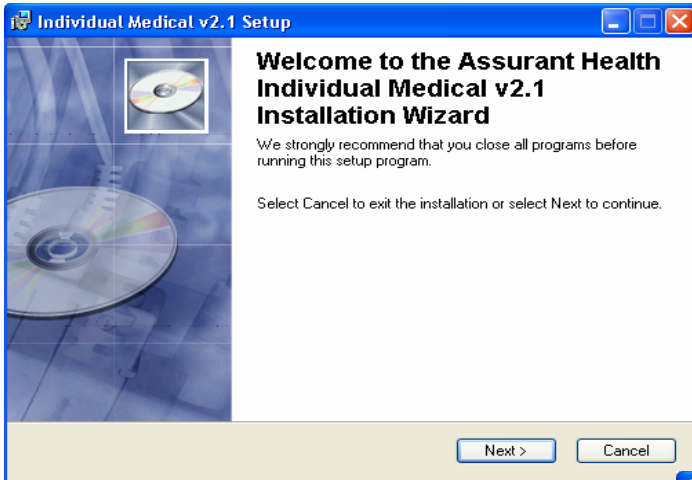 Individual Medical v2.1 Setup
Welcome to the Assurant Health
Individual Medical v2.1
Installation Wizard
We strongly recommend that you close all programs before
running this setup program.
Select Cancel to exit the installation or select Next to continue.
Next >
Cancel